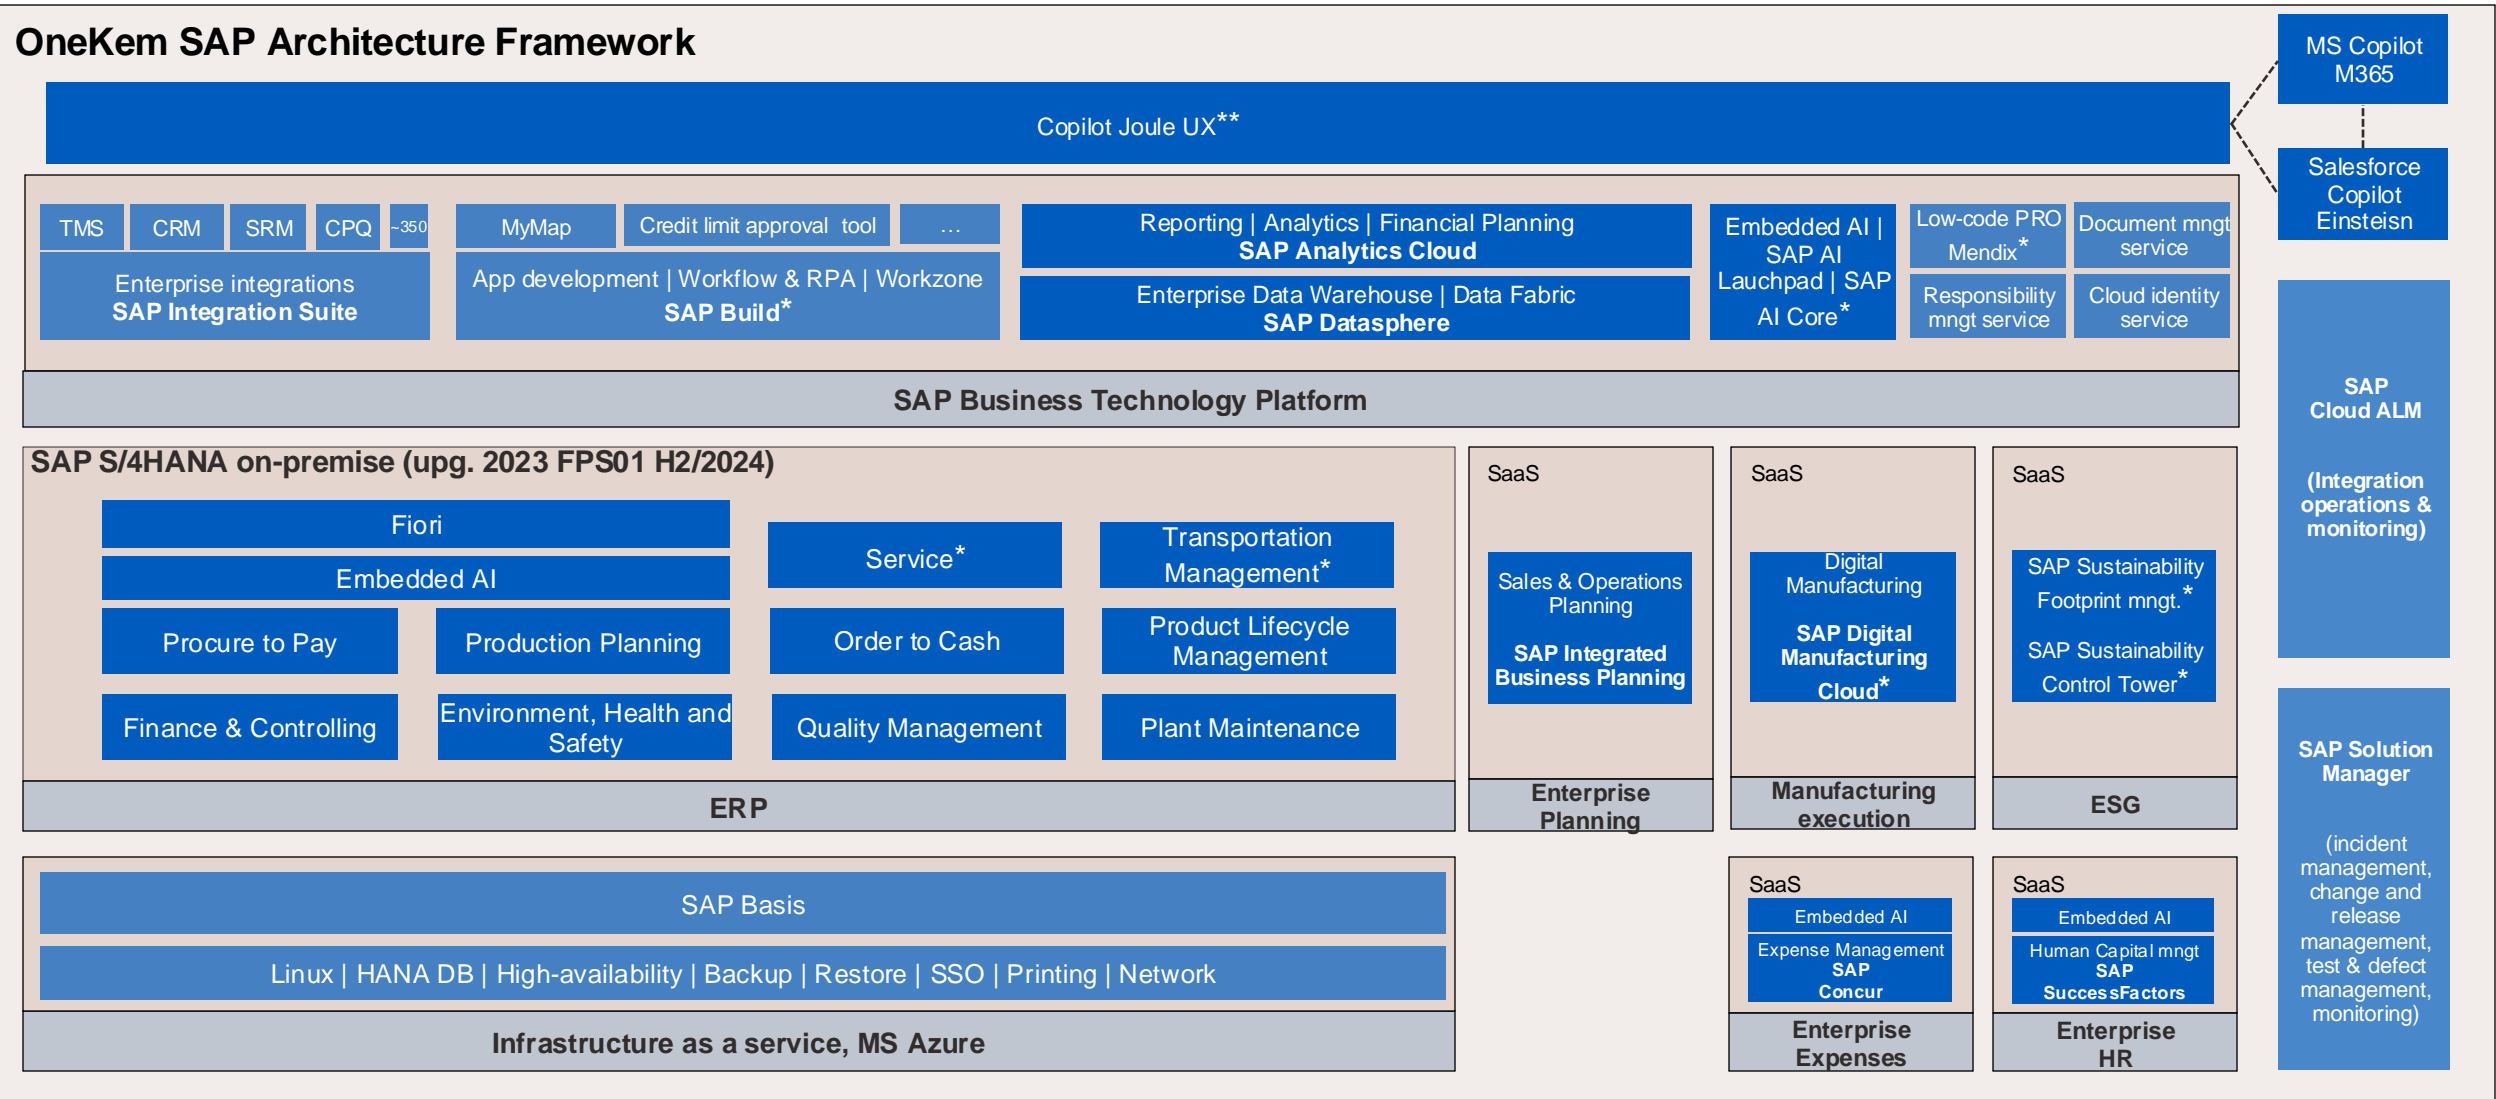 OneKem SAP Architecture Framework
MS Copilot
M365
Copilot Joule UX**
Salesforce
Copilot
Einsteisn
TMS
CRM
SRM
CPQ
~350
Enterprise integrations
SAP Integration Suite
MyMap
Credit limit approval tool
...
App development | Workflow & RPA | Workzone
SAP Build*
Reporting | Analytics | Financial Planning
SAP Analytics Cloud
Enterprise Data Warehouse | Data Fabric
SAP Datasphere
Embedded AI |
SAP AI
Lauchpad | SAP
AI Core*
Low-code PRO
Mendix*
Document mngt
service
Responsibility
mngt service
Cloud identity
service
SAP Business Technology Platform
SAP
Cloud ALM
(Integration
operations &
monitoring)
SAP S/4HANA on-premise (upg. 2023 FPS01 H2/2024)
Fiori
Embedded AI
Service*
Transportation
Management*
Procure to Pay
Production Planning
Order to Cash
Product Lifecycle
Management
Finance & Controlling
Environment, Health and
Safety
Quality Management
Plant Maintenance
ERP
SaaS
Sales & Operations
Planning
SAP Integrated
Business Planning
Enterprise
Planning
SaaS
Digital
Manufacturing
SAP Digital
Manufacturing
Cloud*
Manufacturing
execution
SaaS
SAP Sustainability
Footprint mngt.*
SAP Sustainability
Control Tower*
ESG
SAP Solution
Manager
(incident
management,
change and
release
management,
test & defect
management,
monitoring)
SAP Basis
Linux | HANA DB | High-availability | Backup | Restore | SSO | Printing | Network
Infrastructure as a service, MS Azure
SaaS
Embedded AI
Expense Management
SAP
Concur
Enterprise
Expenses
SaaS
Embedded AI
Human Capital mngt
SAP
SuccessFactors
Enterprise
HR